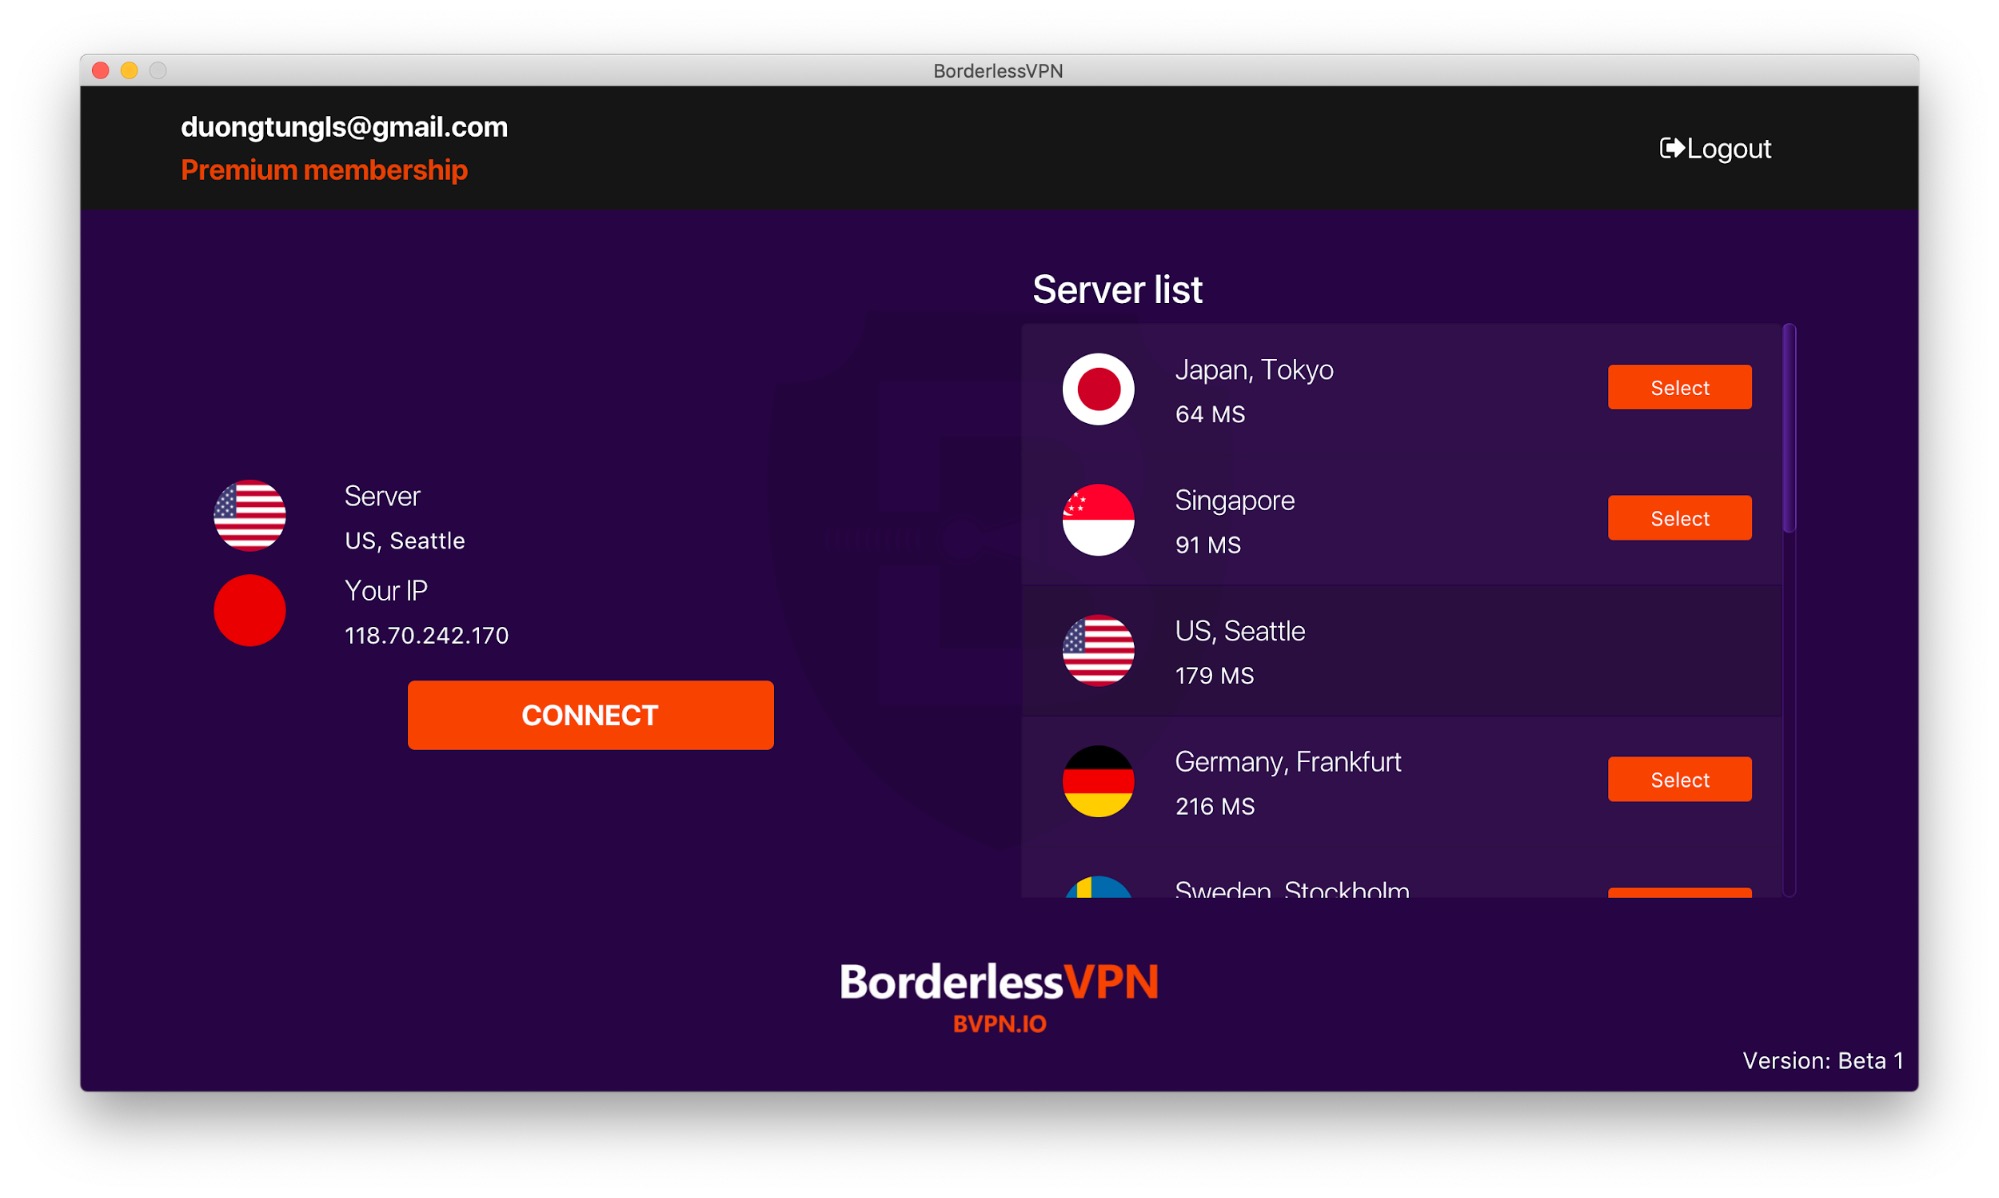 BorderlessVPN
duongtungls@gmail.com
Premium membership
Logout
Server
US, Seattle
Your IP
118.70.242.170
CONNECT
Server list
Japan, Tokyo
64 MS
Select
Singapore
91 MS
Select
US, Seattle
179 MS
Germany, Frankfurt
216 MS
Select
Sweden, Stockholm
BorderlessVPN
BVPN.IO
Version: Beta 1